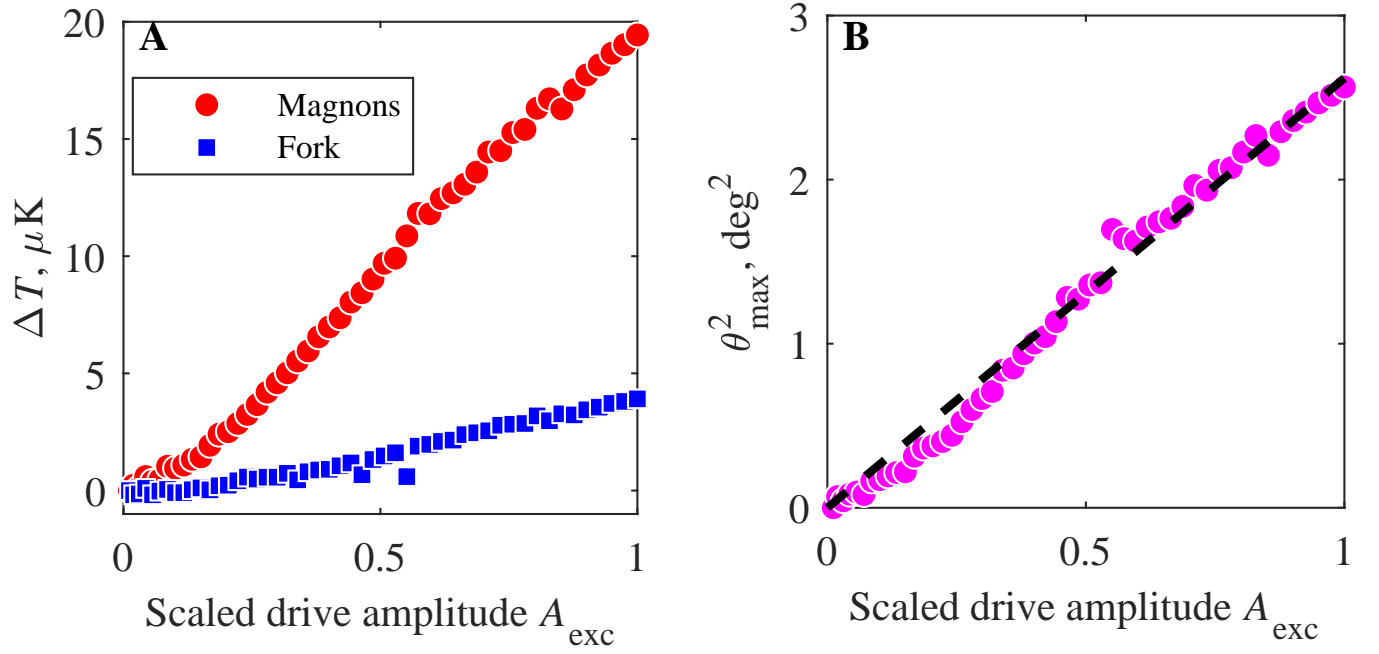 A
Magnons
Fork
20
15
10
5
0
ΔT, μK
0
0.5
1
Scaled drive amplitude A_exc
B
3
2
1
0
θ²_max, deg²
0
0.5
1
Scaled drive amplitude A_exc